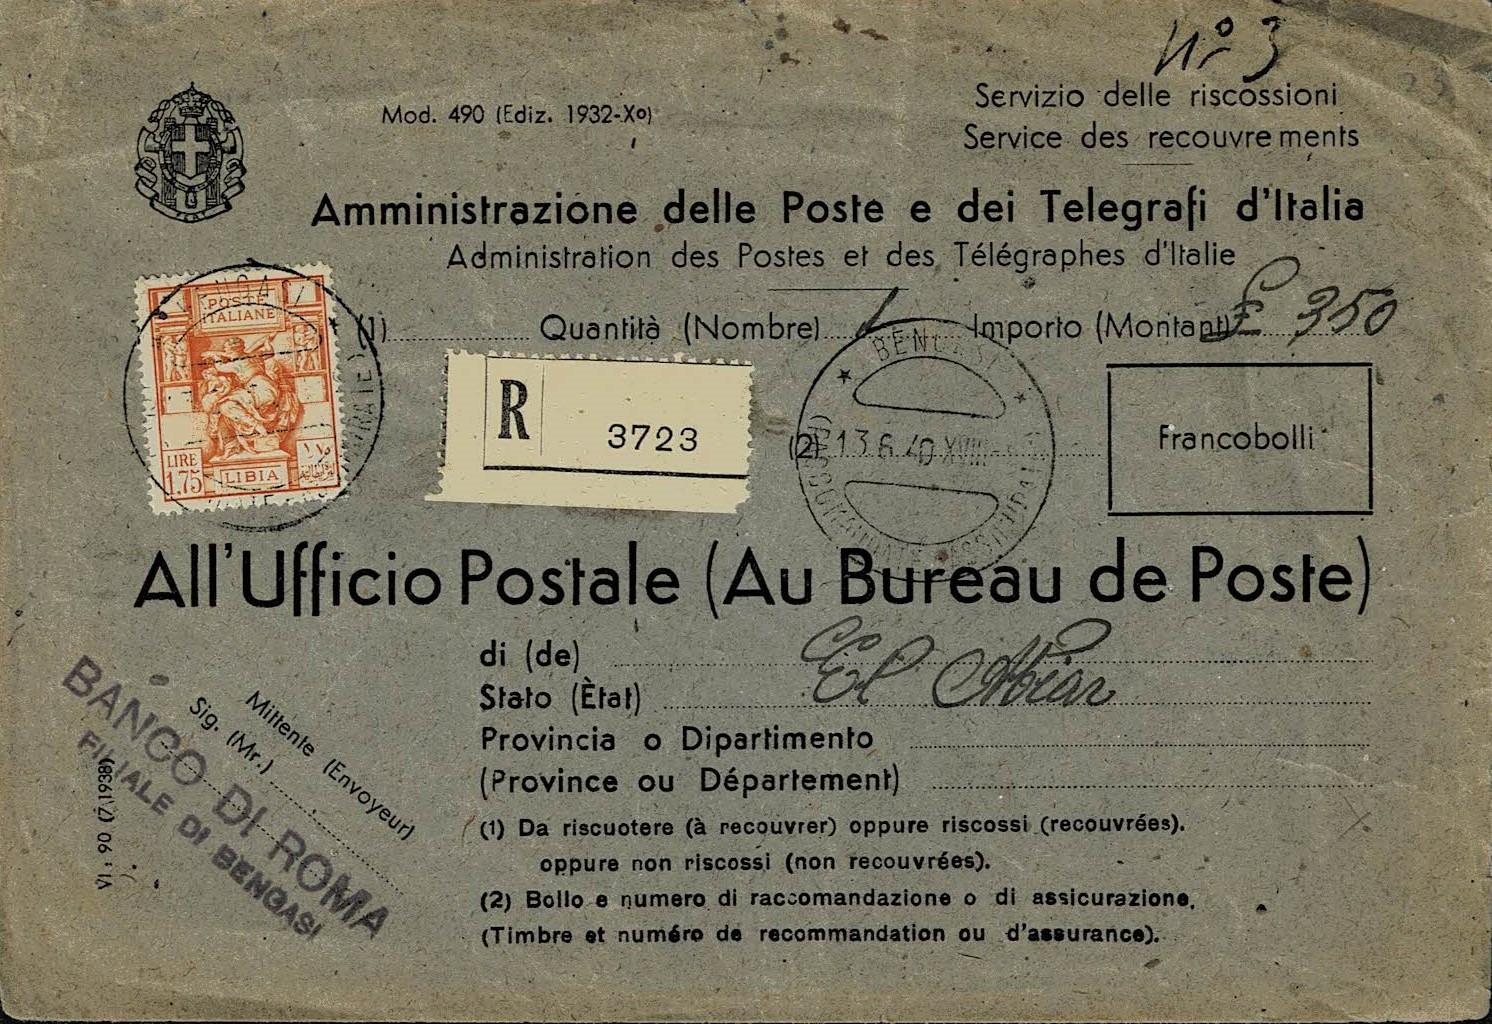 N° 3
Mod. 490 (Ediz. 1932-Xº)
Servizio delle riscossioni
Service des recouvrements
Amministrazione delle Poste e dei Telegrafi d'Italia
Administration des Postes et des Télégraphes d'Italie
(1) Quantità (Nombre) 1 Importo (Montant) £ 350
POSTE
ITALIANE
LIRE
1.75
LIBIA
R
3723
(2)
BENGASI
13 6 40 XVIII
Francobolli
All'Ufficio Postale (Au Bureau de Poste)
di (de) El Abiar
Stato (Ètat)
Provincia o Dipartimento
(Province ou Département)
(1) Da riscuotere (à recouvrer) oppure riscossi (recouvrées).
oppure non riscossi (non recouvrées).
(2) Bollo e numero di raccomandazione o di assicurazione.
(Timbre et numéro de recommandation ou d'assurance).
Mittente (Envoyeur)
Sig. (Mr.)
BANCO DI ROMA
FILIALE DI BENGASI